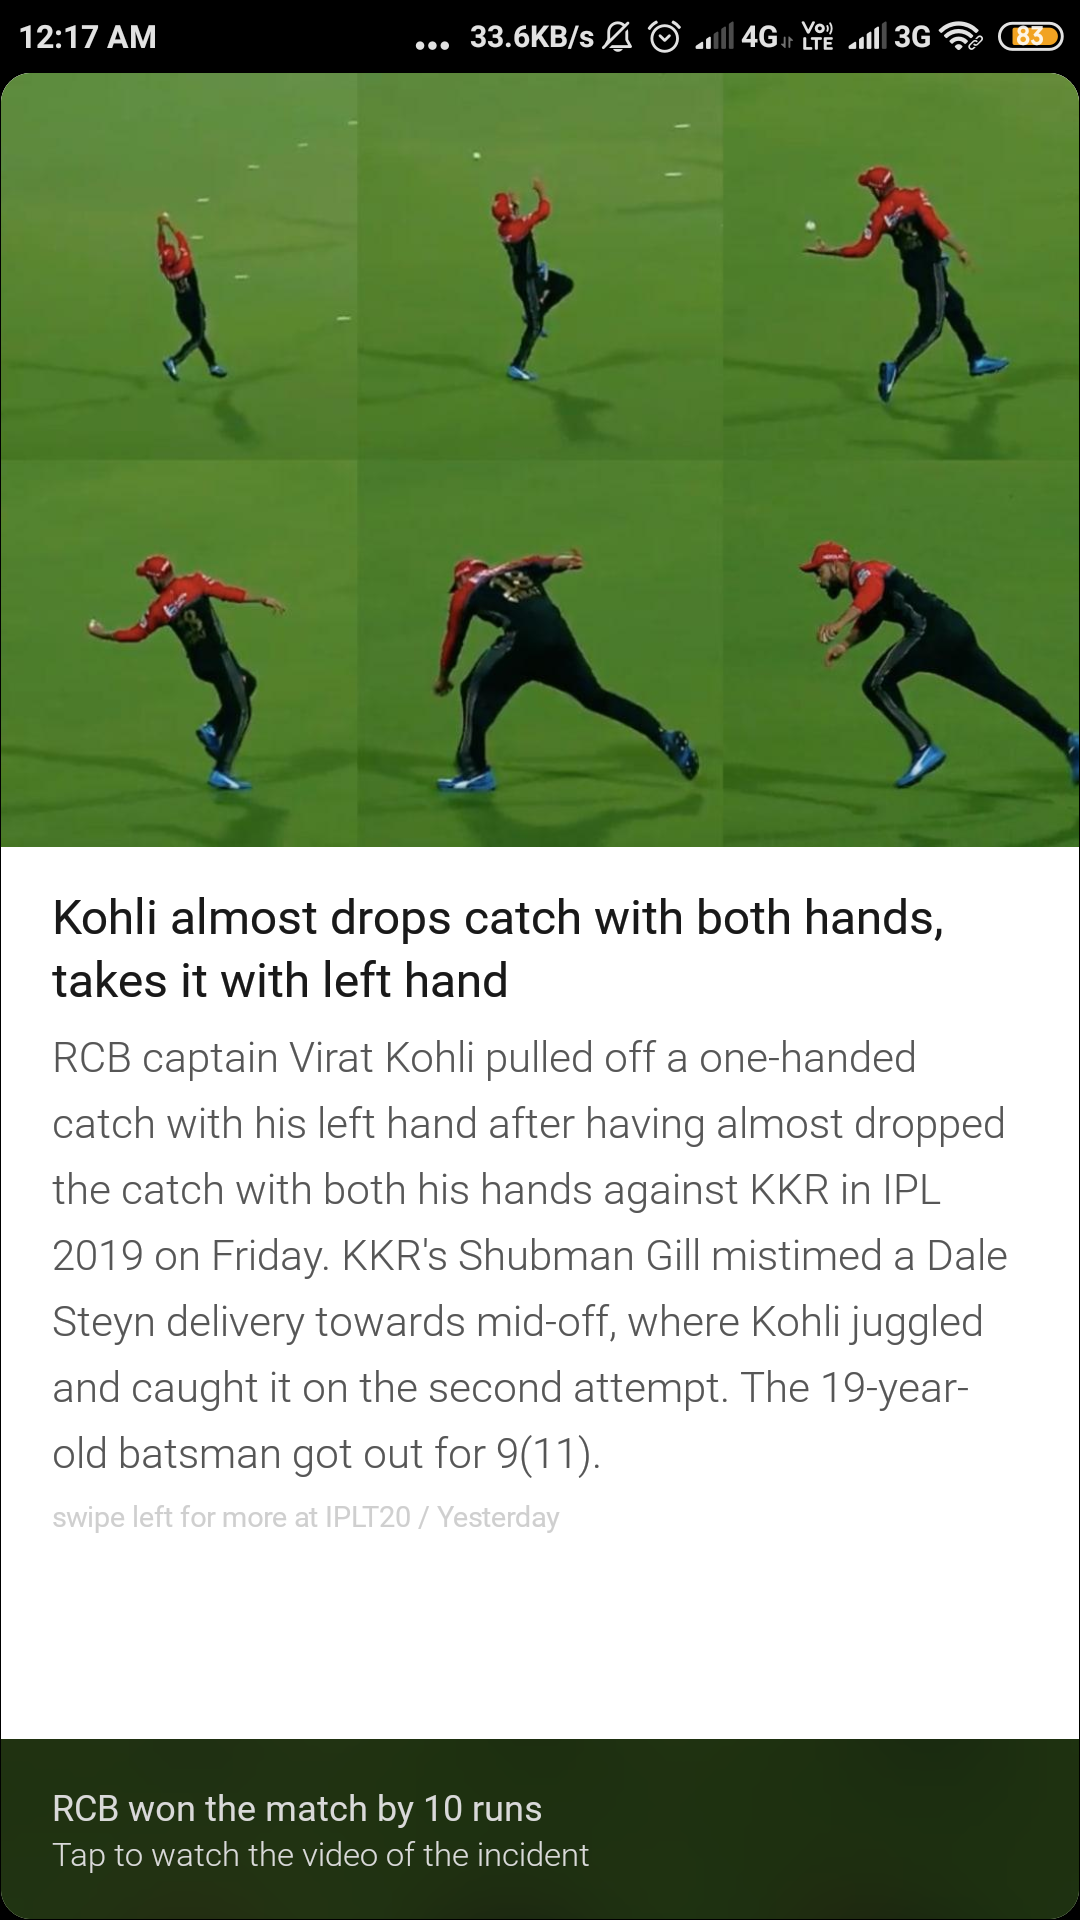 12:17 AM ... 33.6KB/s 4G VoLTE 3G 83
Kohli almost drops catch with both hands,
takes it with left hand
RCB captain Virat Kohli pulled off a one-handed
catch with his left hand after having almost dropped
the catch with both his hands against KKR in IPL
2019 on Friday. KKR's Shubman Gill mistimed a Dale
Steyn delivery towards mid-off, where Kohli juggled
and caught it on the second attempt. The 19-year-
old batsman got out for 9(11).
swipe left for more at IPLT20 / Yesterday
RCB won the match by 10 runs
Tap to watch the video of the incident